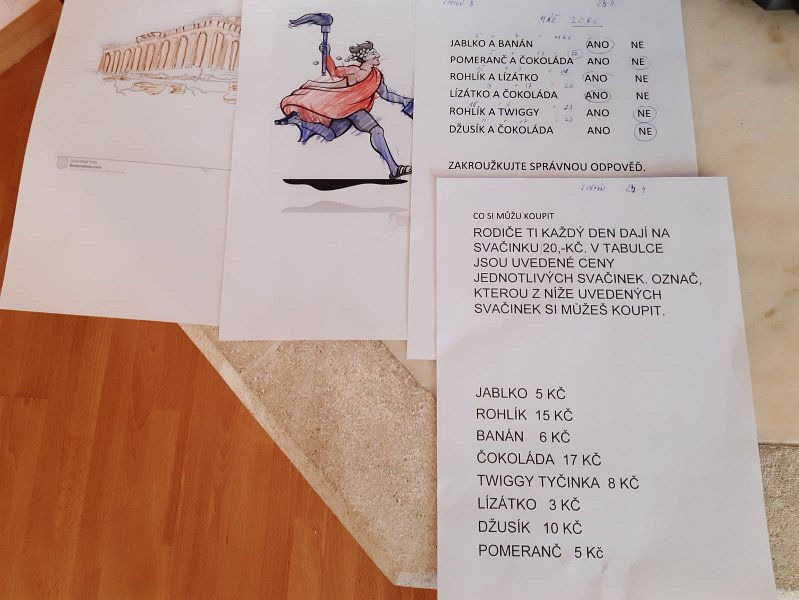 Dreamstime.com
MÁŠ 20 KČ
JABLKO A BANÁN ANO NE
POMERANČ A ČOKOLÁDA ANO NE
ROHLÍK A LÍZÁTKO ANO NE
LÍZÁTKO A ČOKOLÁDA ANO NE
ROHLÍK A TWIGGY ANO NE
DŽUSÍK A ČOKOLÁDA ANO NE
ZAKROUŽKUJTE SPRÁVNOU ODPOVĚĎ.
CO SI MŮŽU KOUPIT
RODIČE TI KAŽDÝ DEN DAJÍ NA
SVAČINKU 20,-KČ. V TABULCE
JSOU UVEDENÉ CENY
JEDNOTLIVÝCH SVAČINEK. OZNAČ,
KTEROU Z NÍŽE UVEDENÝCH
SVAČINEK SI MŮŽEŠ KOUPIT.
JABLKO 5 KČ
ROHLÍK 15 KČ
BANÁN 6 KČ
ČOKOLÁDA 17 KČ
TWIGGY TYČINKA 8 KČ
LÍZÁTKO 3 KČ
DŽUSÍK 10 KČ
POMERANČ 5 Kč